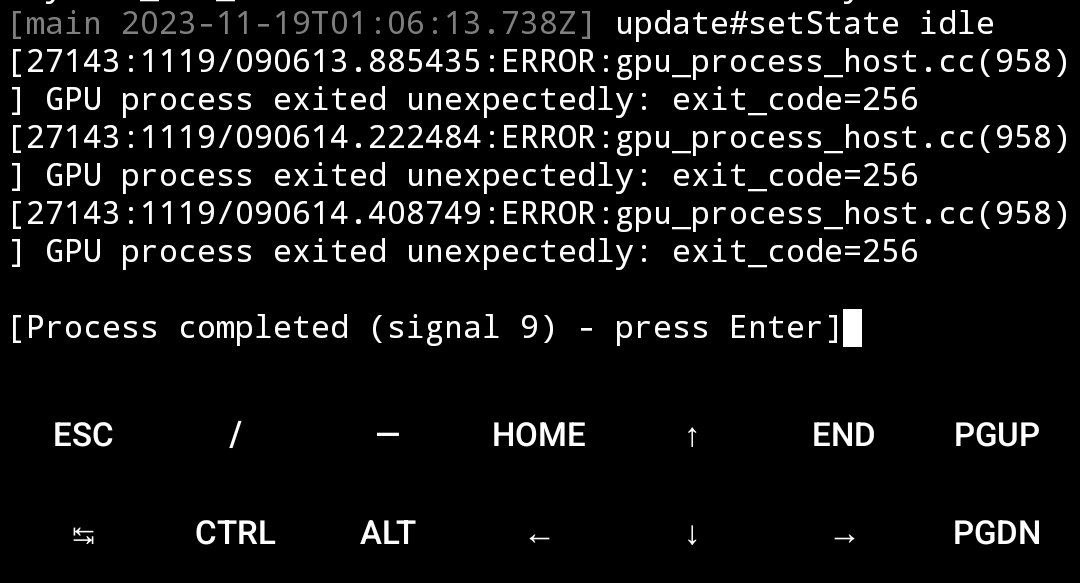 [main 2023-11-19T01:06:13.738Z] update#setState idle
[27143:1119/090613.885435:ERROR:gpu_process_host.cc(958)
] GPU process exited unexpectedly: exit_code=256
[27143:1119/090614.222484:ERROR:gpu_process_host.cc(958)
] GPU process exited unexpectedly: exit_code=256
[27143:1119/090614.408749:ERROR:gpu_process_host.cc(958)
] GPU process exited unexpectedly: exit_code=256
[Process completed (signal 9) - press Enter]
ESC / — HOME ↑ END PGUP
↹ CTRL ALT ← ↓ → PGDN